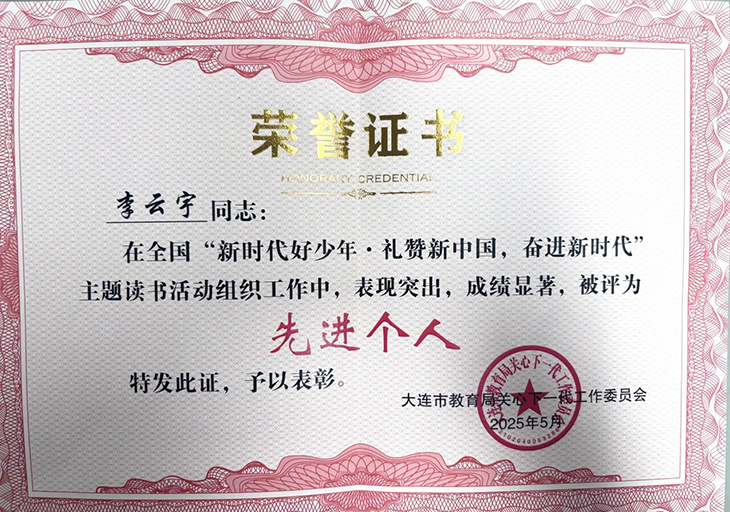 荣誉证书
HONORARY CREDENTIAL
李云宇同志：
在全国“新时代好少年·礼赞新中国，奋进新时代”
主题读书活动组织工作中，表现突出，成绩显著，被评为
先进个人
特发此证，予以表彰。
大连市教育局关心下一代工作委员会
2025年5月